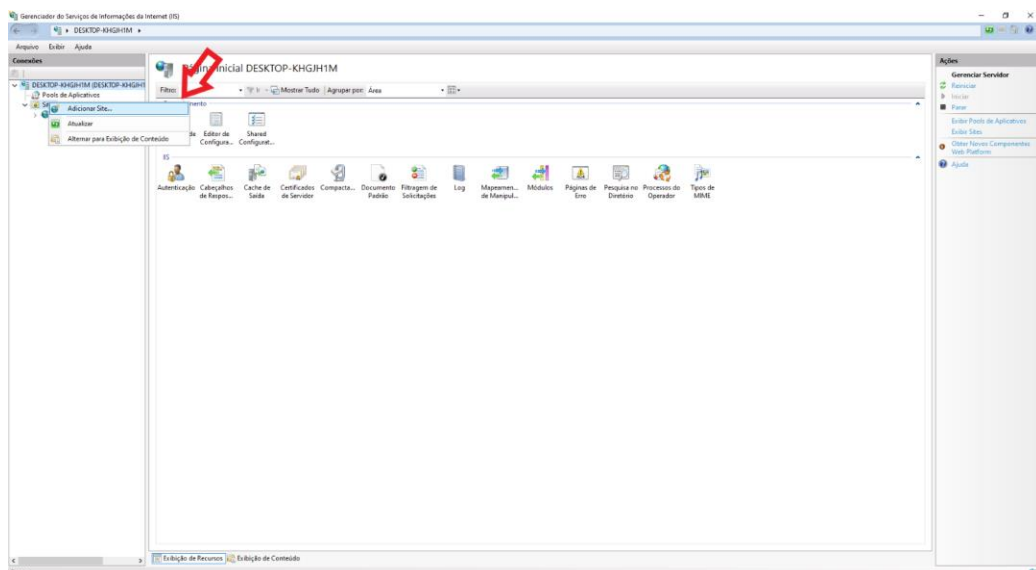 Gerenciador do Serviços de Informações da Internet (IIS)
DESKTOP-KHGJH1M
Arquivo Exibir Ajuda
Conexões
DESKTOP-KHGJH1M (DESKTOP-KHGJH1
Pools de Aplicativos
Adicionar Site...
Atualizar
Alternar para Exibição de Conteúdo
inicial DESKTOP-KHGJH1M
Filtro: Mostrar Tudo Agrupar por: Área
Editor de Configura...
Shared Configurat...
IIS
Autenticação
Cabeçalhos de Respos...
Cache de Saída
Certificados de Servidor
Compacta...
Documento Padrão
Filtragem de Solicitações
Log
Mapeamen... de Manipul...
Módulos
Páginas de Erro
Pesquisa no Diretório
Processos do Operador
Tipos de MIME
Exibição de Recursos Exibição de Conteúdo
Ações
Gerenciar Servidor
Reiniciar
Iniciar
Parar
Exibir Pools de Aplicativos
Exibir Sites
Obter Novos Componentes
Web Platform
Ajuda